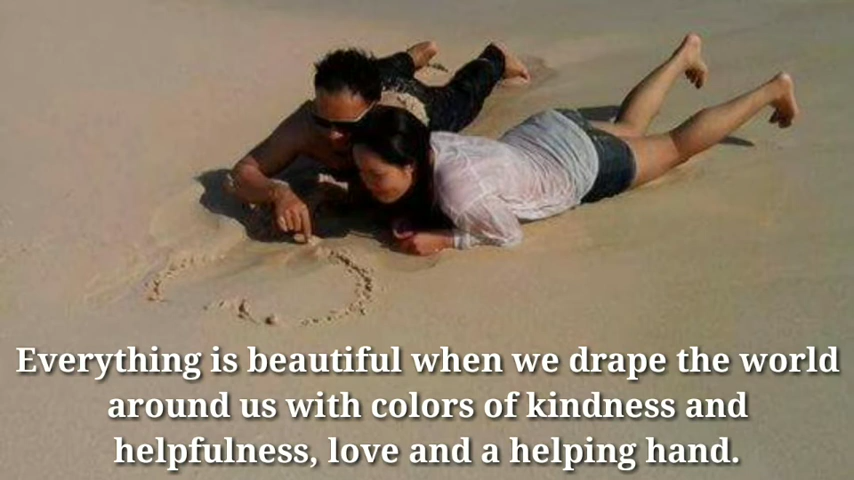 Everything is beautiful when we drape the world
around us with colors of kindness and
helpfulness, love and a helping hand.